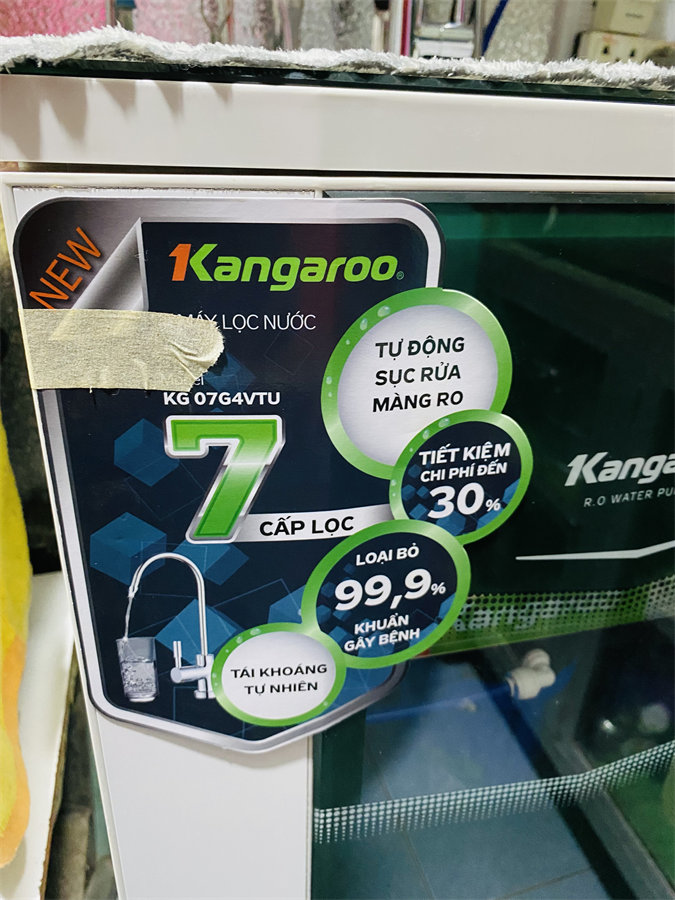 NEW
Kangaroo
MÁY LỌC NƯỚC
KG 07G4VTU
7
CẤP LỌC
TỰ ĐỘNG
SỤC RỬA
MÀNG RO
TIẾT KIỆM
CHI PHÍ ĐẾN
30%
LOẠI BỎ
99,9%
KHUẨN
GÂY BỆNH
TÁI KHOÁNG
TỰ NHIÊN
Kanga
R.O WATER PU